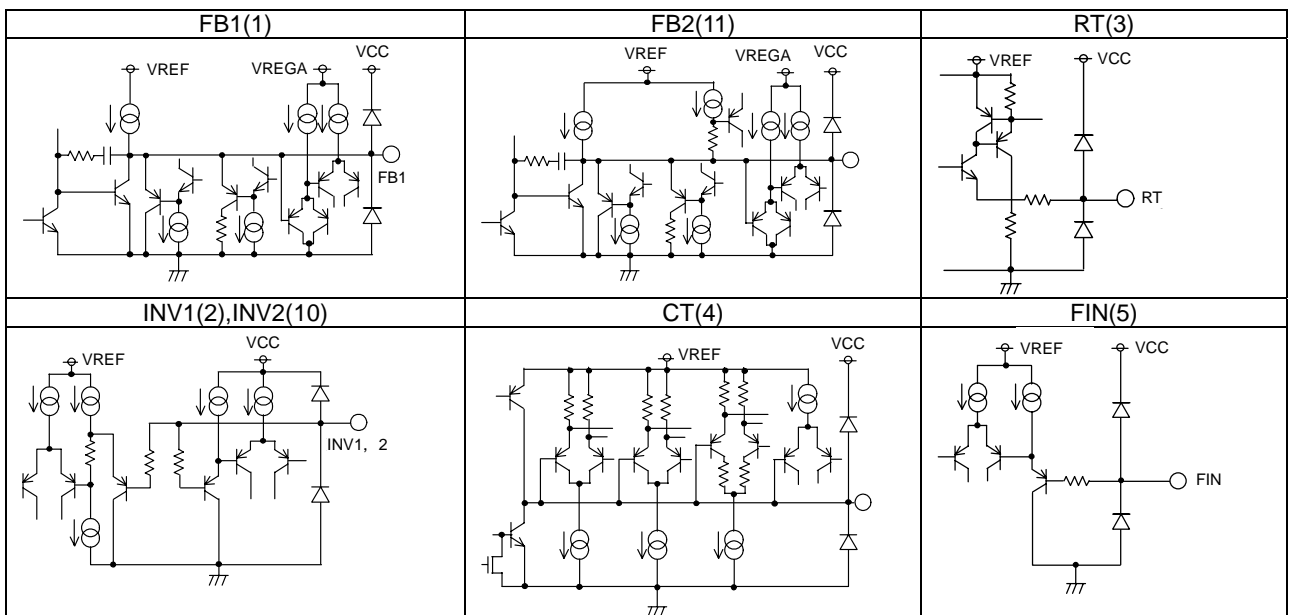 FB1(1)
FB2(11)
RT(3)
VREF
VREGA
VCC
FB1
VREF
VREGA
VCC
VREF
VCC
RT
INV1(2),INV2(10)
CT(4)
FIN(5)
VREF
VCC
INV1, 2
VREF
VCC
VREF
VCC
FIN